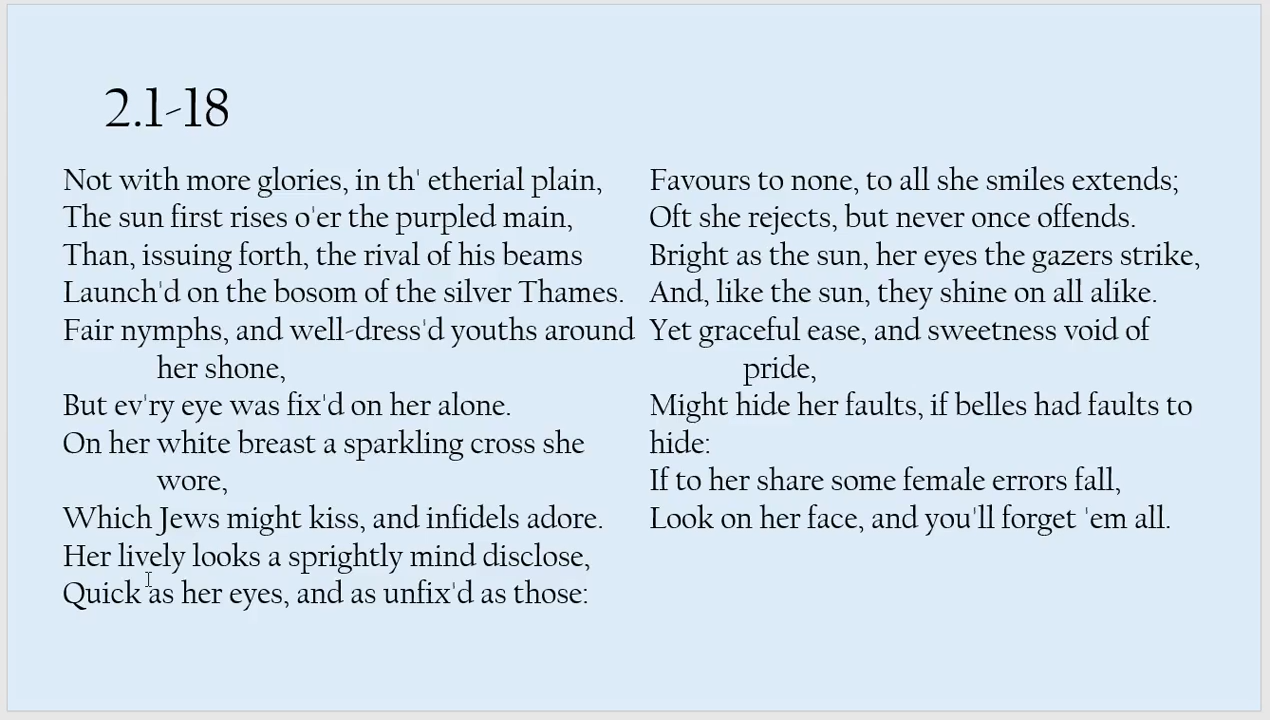 2.1-18
Not with more glories, in th' etherial plain,
The sun first rises o'er the purpled main,
Than, issuing forth, the rival of his beams
Launch'd on the bosom of the silver Thames.
Fair nymphs, and well-dress'd youths around
her shone,
But ev'ry eye was fix'd on her alone.
On her white breast a sparkling cross she
wore,
Which Jews might kiss, and infidels adore.
Her lively looks a sprightly mind disclose,
Quick as her eyes, and as unfix'd as those:
Favours to none, to all she smiles extends;
Oft she rejects, but never once offends.
Bright as the sun, her eyes the gazers strike,
And, like the sun, they shine on all alike.
Yet graceful ease, and sweetness void of
pride,
Might hide her faults, if belles had faults to
hide:
If to her share some female errors fall,
Look on her face, and you'll forget 'em all.